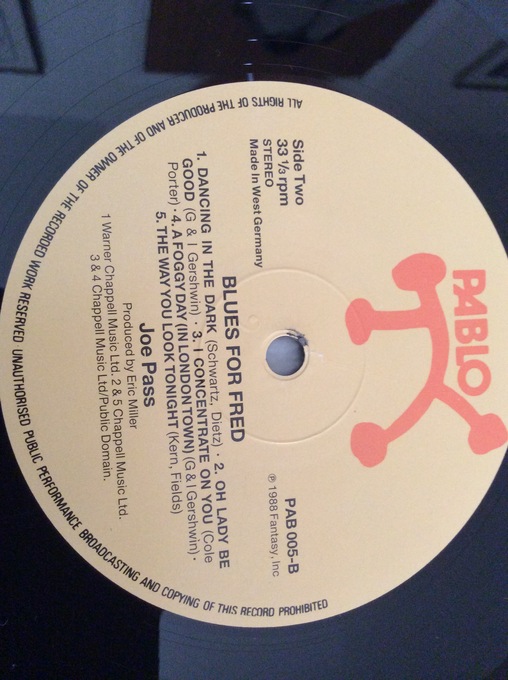 PABLO
Side Two
33 1/3 rpm
STEREO
Made In West Germany
PAB 005-B
℗ 1988 Fantasy, Inc
BLUES FOR FRED
1. DANCING IN THE DARK (Schwartz, Dietz) · 2. OH LADY BE
GOOD (G & I Gershwin) · 3. I CONCENTRATE ON YOU (Cole
Porter) · 4. A FOGGY DAY (IN LONDON TOWN) (G & I Gershwin) ·
5. THE WAY YOU LOOK TONIGHT (Kern, Fields)
Joe Pass
Produced by Eric Miller
1 Warner Chappell Music Ltd. 2 & 5 Chappell Music Ltd.
3 & 4 Chappell Music Ltd/Public Domain.
ALL RIGHTS OF THE PRODUCER AND OF THE OWNER OF THE RECORDED WORK RESERVED UNAUTHORISED PUBLIC PERFORMANCE BROADCASTING AND COPYING OF THIS RECORD PROHIBITED